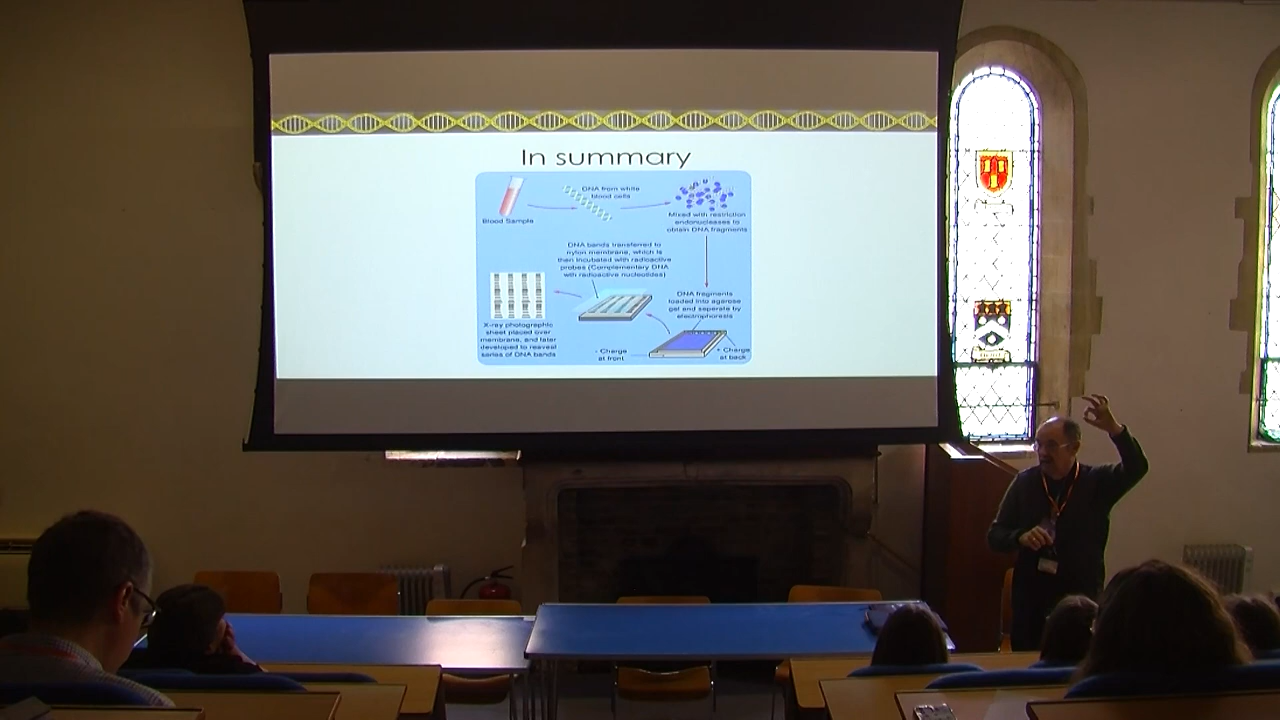 In summary
Blood Sample
DNA from white
blood cells
Mixed with restriction
endonucleases to
obtain DNA fragments
DNA bands transferred to
nylon membrane, which is
then incubated with radioactive
probes (Complementary DNA
with radioactive nucleotides)
DNA fragments
loaded into agarose
gel and seperate by
electrophoresis
X-ray photographic
sheet placed over
membrane, and later
developed to reaveal
series of DNA bands
- Charge
at front
+ Charge
at back